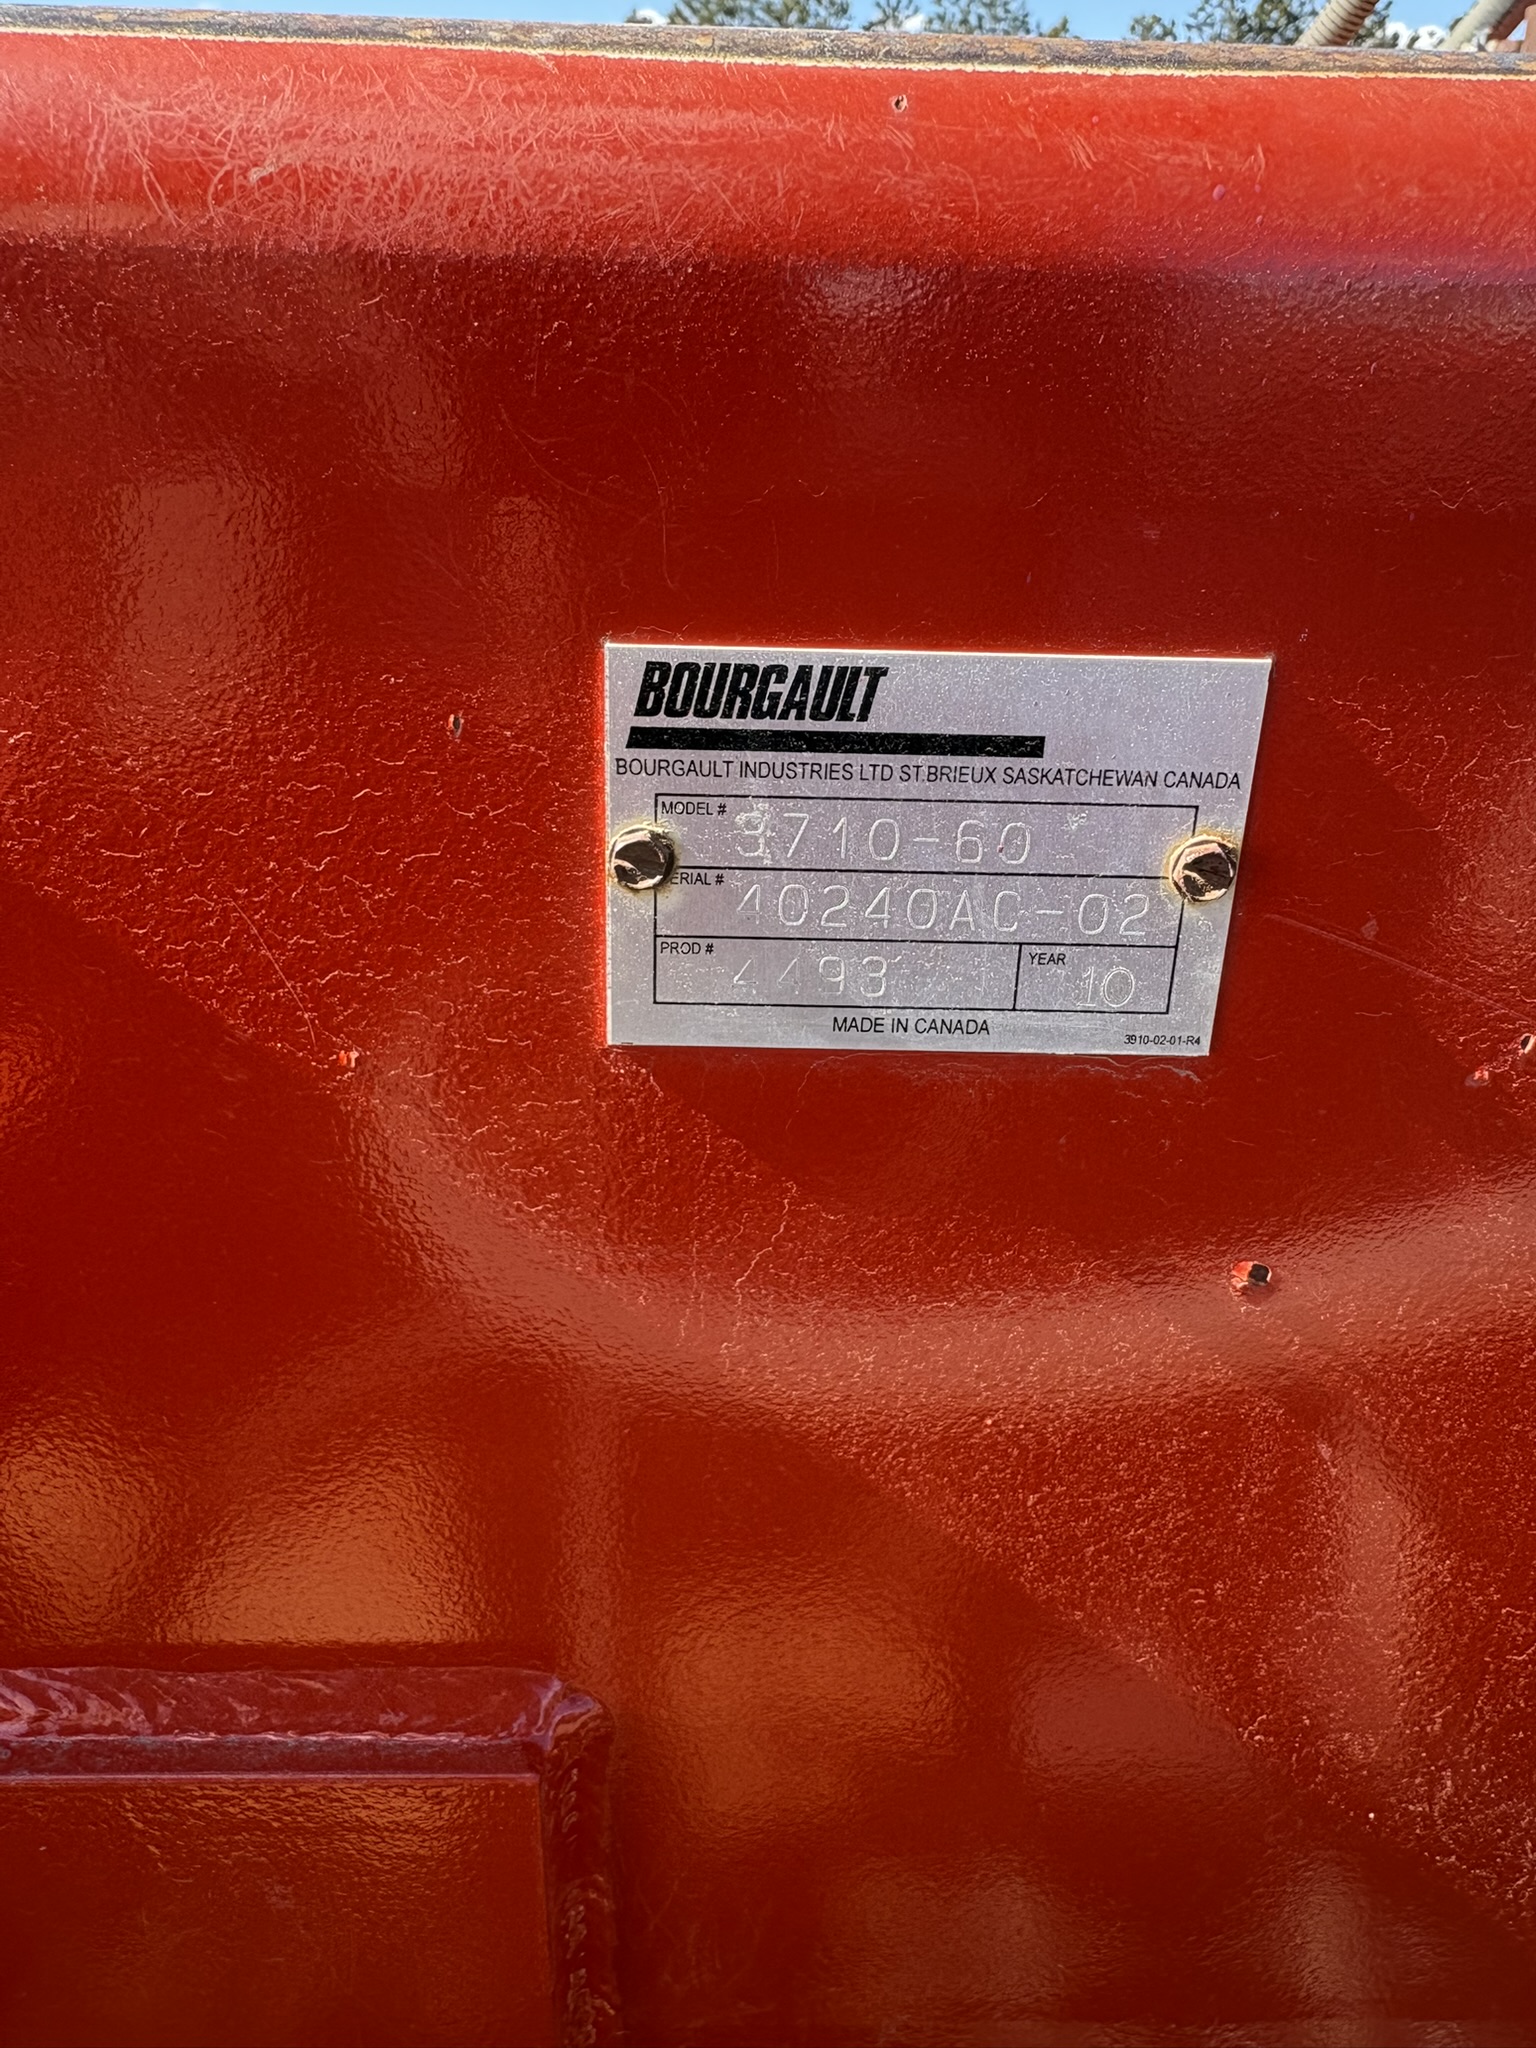 BOURGAULT
BOURGAULT INDUSTRIES LTD ST.BRIEUX SASKATCHEWAN CANADA
MODEL # 3710-60
ERIAL # 40240AC-02
PROD # 4493 YEAR 10
MADE IN CANADA
3910-02-01-R4